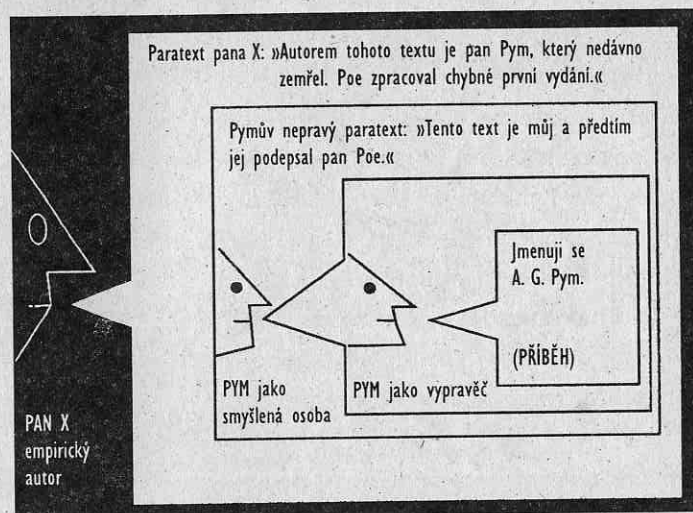 Paratext pana X: »Autorem tohoto textu je pan Pym, který nedávno
zemřel. Poe zpracoval chybné první vydání.«
Pymův nepravý paratext: »Tento text je můj a předtím
jej podepsal pan Poe.«
Jmenuji se
A. G. Pym.
(PŘÍBĚH)
PYM jako
smyšlená osoba
PYM jako vypravěč
PAN X
empirický
autor